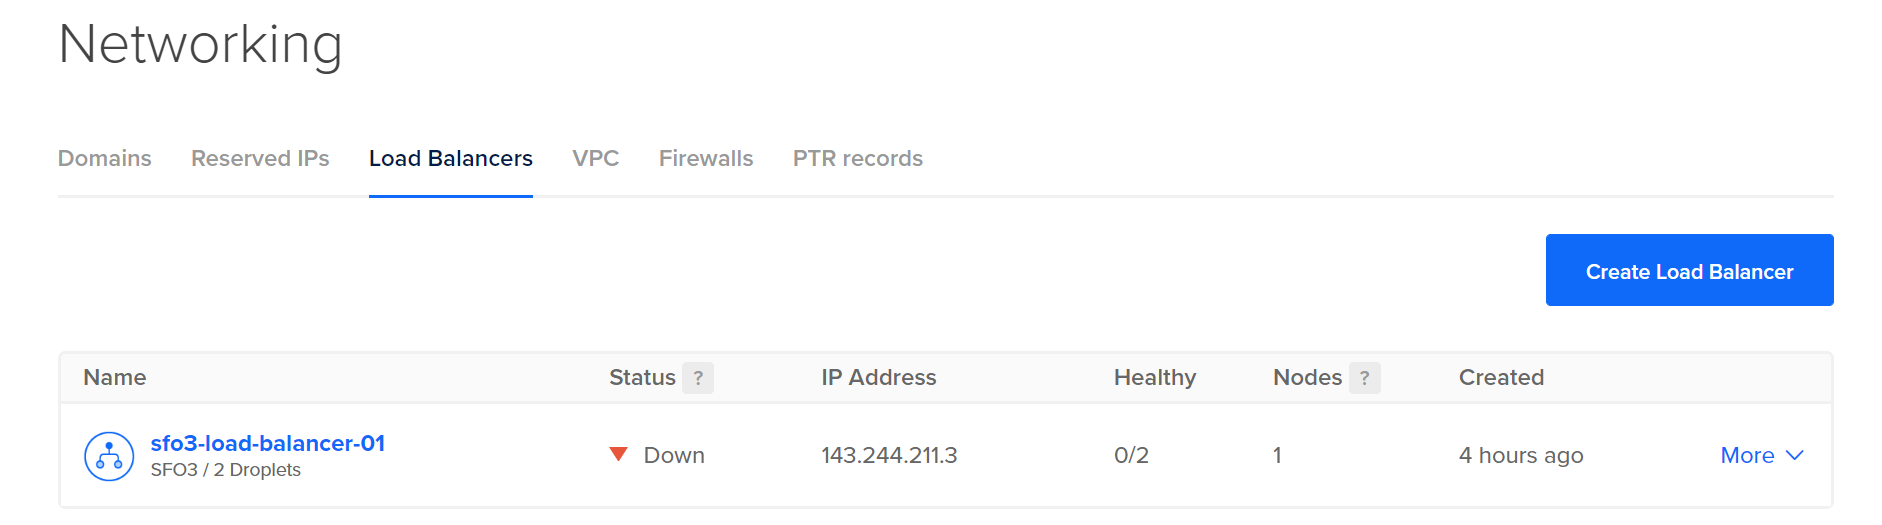 Networking
Domains Reserved IPs Load Balancers VPC Firewalls PTR records
Create Load Balancer
Name Status ? IP Address Healthy Nodes ? Created
sfo3-load-balancer-01
SFO3 / 2 Droplets
Down 143.244.211.3 0/2 1 4 hours ago More